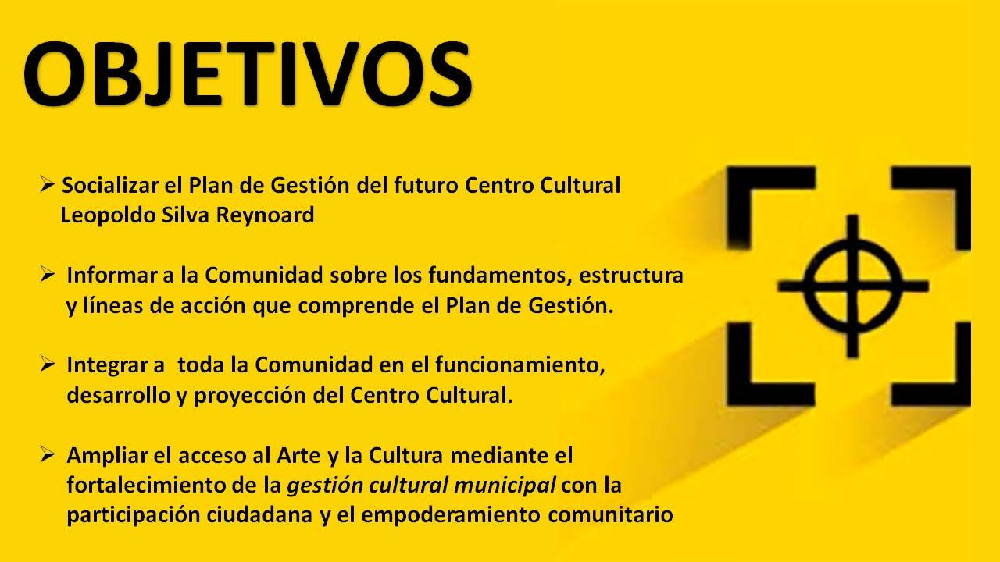 OBJETIVOS
➢ Socializar el Plan de Gestión del futuro Centro Cultural
Leopoldo Silva Reynoard
➢ Informar a la Comunidad sobre los fundamentos, estructura
y líneas de acción que comprende el Plan de Gestión.
➢ Integrar a  toda la Comunidad en el funcionamiento,
desarrollo y proyección del Centro Cultural.
➢ Ampliar el acceso al Arte y la Cultura mediante el
fortalecimiento de la gestión cultural municipal con la
participación ciudadana y el empoderamiento comunitario